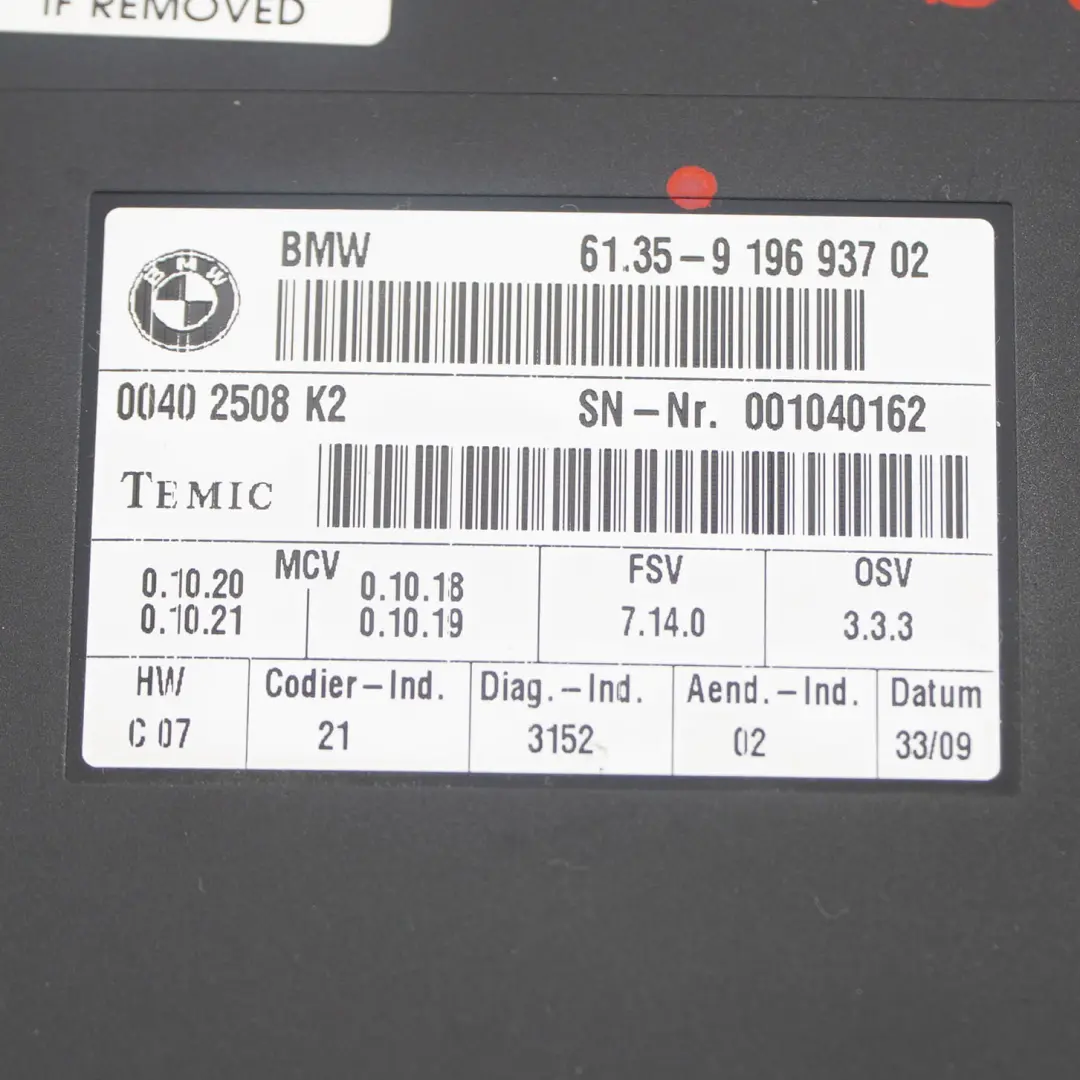 IF REMOVED
BMW 61.35-9 196 937 02
BMW
0040 2508 K2 SN-Nr. 001040162
TEMIC
MCV FSV OSV
0.10.20 0.10.18
0.10.21 0.10.19 7.14.0 3.3.3
HW Codier-Ind. Diag.-Ind. Aend.-Ind. Datum
C 07 21 3152 02 33/09